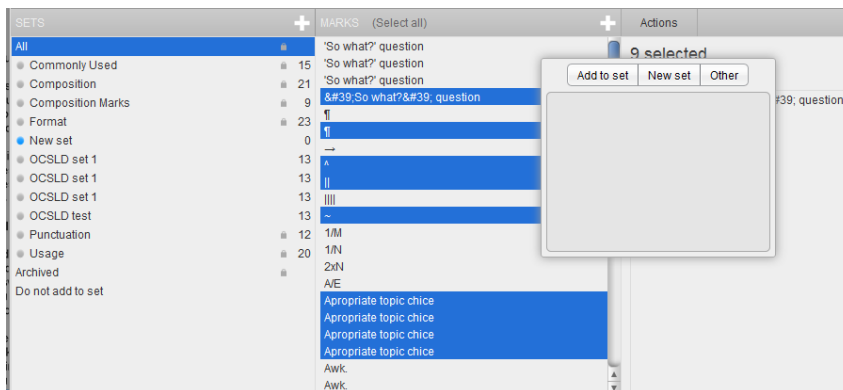 SETS
All
Commonly Used 15
Composition 21
Composition Marks 9
Format 23
New set 0
OCSLD set 1 13
OCSLD set 1 13
OCSLD set 1 13
OCSLD test 13
Punctuation 12
Usage 20
Archived
Do not add to set
MARKS (Select all)
'So what?' question
'So what?' question
'So what?' question
&#39;So what?&#39; question
¶
¶
→
^
||
||||
~
1/M
1/N
2xN
A/E
Apropriate topic chice
Apropriate topic chice
Apropriate topic chice
Apropriate topic chice
Awk.
Awk.
Actions
9 selected
Add to set New set Other
#39; question